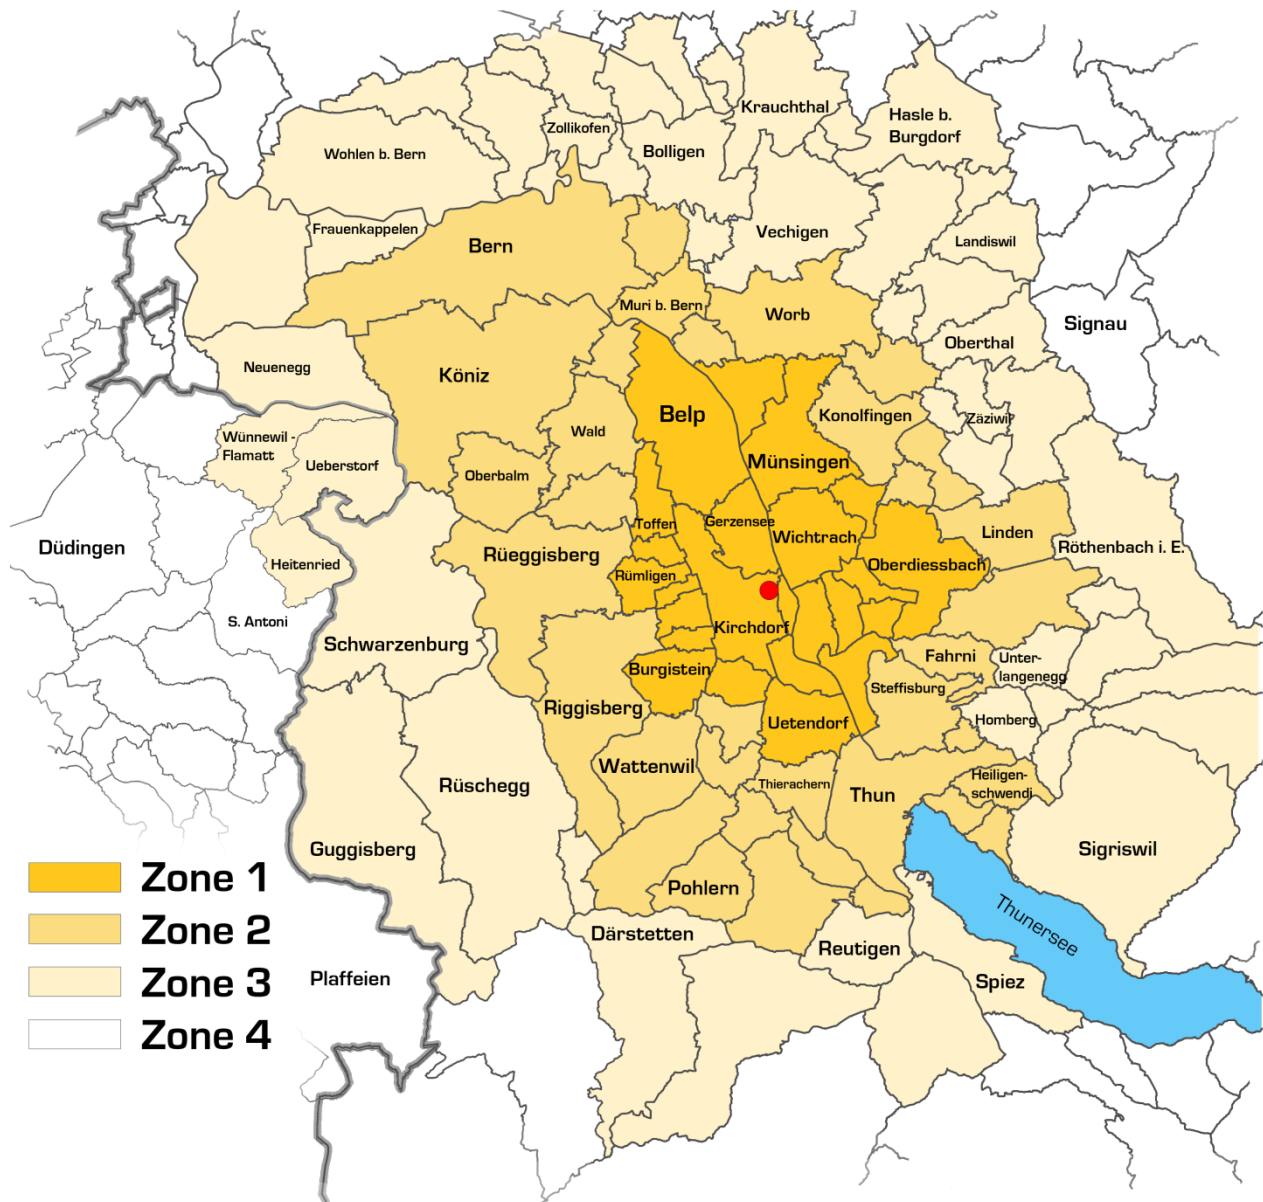 Krauchthal
Hasle b.
Burgdorf
Zollikofen
Wohlen b. Bern
Bolligen
Frauenkappelen
Bern
Vechigen
Landiswil
Muri b. Bern
Worb
Signau
Oberthal
Neuenegg
Köniz
Belp
Konolfingen
Zäziwil
Wald
Wünnewil -
Flamatt
Ueberstorf
Münsingen
Oberbalm
Toffen
Gerzensee
Wichtrach
Linden
Düdingen
Rüeggisberg
Röthenbach i. E.
Heitenried
Rümligen
Oberdiessbach
S. Antoni
Kirchdorf
Schwarzenburg
Fahrni
Unter-
langenegg
Burgistein
Steffisburg
Riggisberg
Uetendorf
Homberg
Wattenwil
Rüschegg
Thierachern
Thun
Heiligen-
schwendi
Guggisberg
Sigriswil
Zone 1
Pohlern
Thunersee
Zone 2
Därstetten
Reutigen
Plaffeien
Zone 3
Spiez
Zone 4